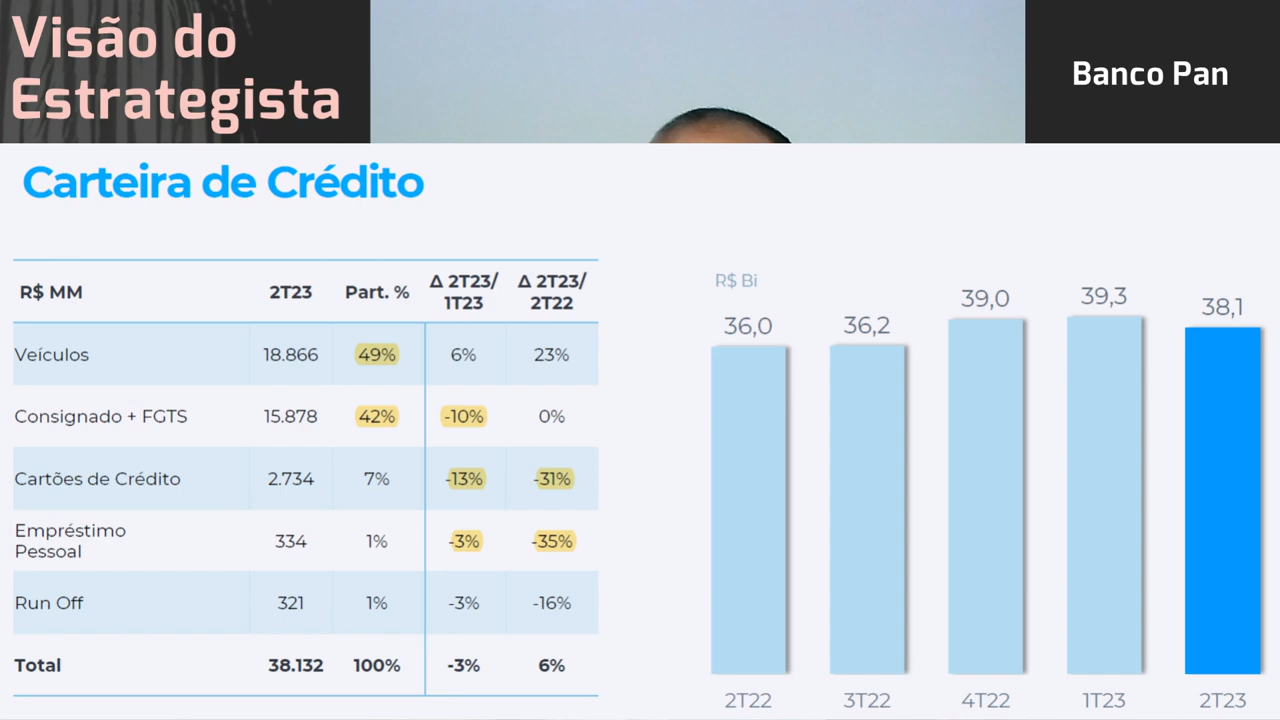 Visão do
Estrategista
Banco Pan
Carteira de Crédito
R$ MM 2T23 Part. % Δ 2T23/ 1T23 Δ 2T23/ 2T22
Veículos 18.866 49% 6% 23%
Consignado + FGTS 15.878 42% -10% 0%
Cartões de Crédito 2.734 7% -13% -31%
Empréstimo
Pessoal 334 1% -3% -35%
Run Off 321 1% -3% -16%
Total 38.132 100% -3% 6%
R$ Bi
36,0 36,2 39,0 39,3 38,1
2T22 3T22 4T22 1T23 2T23